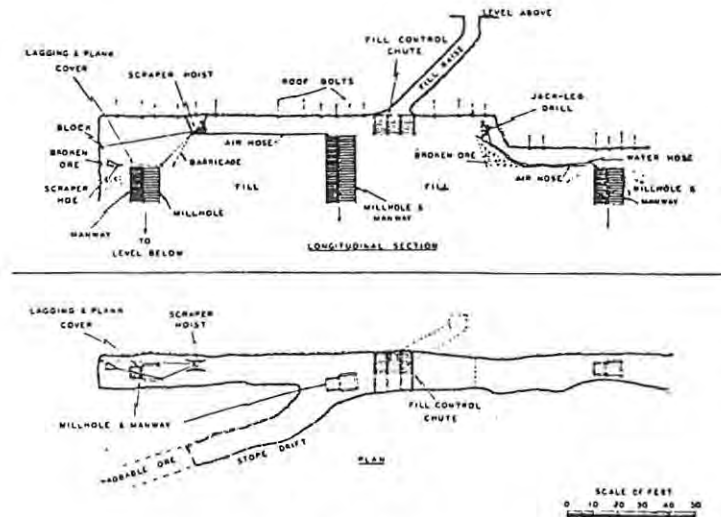 LEVEL ABOVE
FILL CONTROL
CHUTE
FILL RAISE
LAGGING & PLANK
COVER
SCRAPER HOIST
ROOF BOLTS
JACK-LEG
DRILL
BLOCK
BROKEN
ORE
SCRAPER
HOE
AIR HOSE
BARRICADE
BROKEN ORE
WATER HOSE
AIR HOSE
FILL
FILL
MANWAY
MILLHOLE
MILLHOLE &
MANWAY
MILLHOLE &
MANWAY
TO
LEVEL BELOW
LONGITUDINAL SECTION
LAGGING & PLANK
COVER
SCRAPER
HOIST
MILLHOLE & MANWAY
FILL CONTROL
CHUTE
ORE
STOPE DRIFT
PLAN
SCALE OF FEET
0 10 20 30 40 50